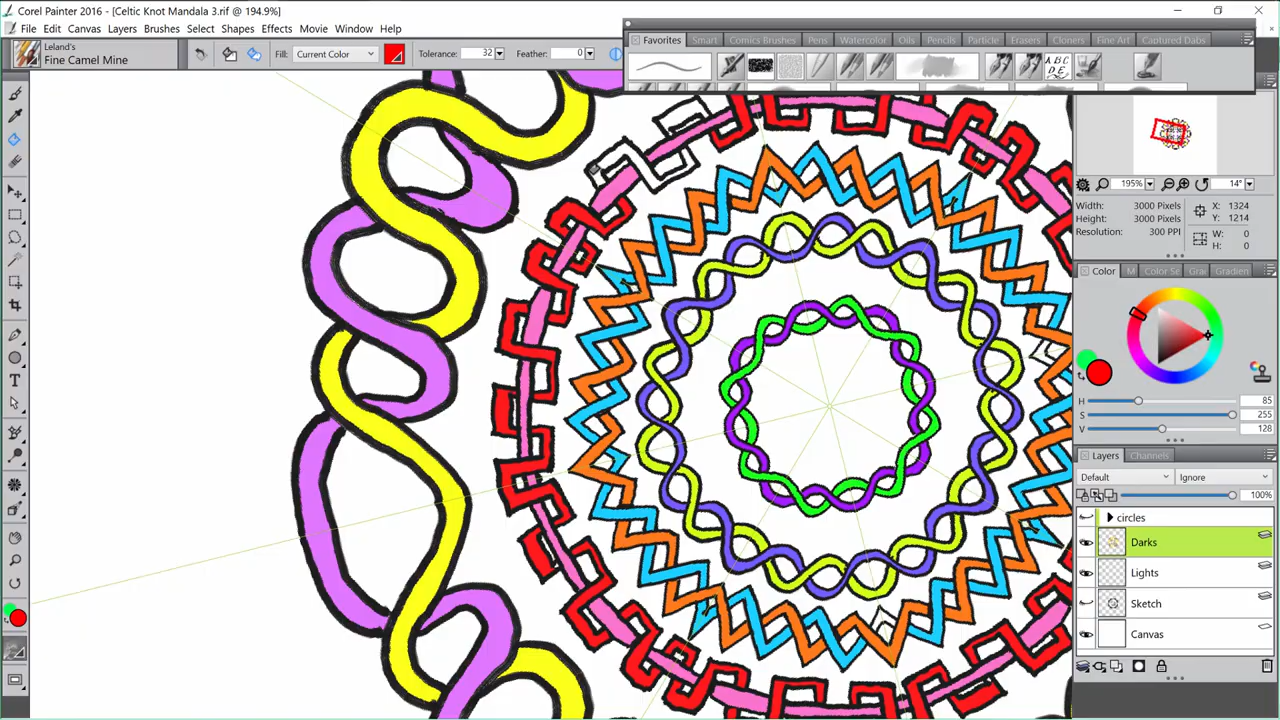 Corel Painter 2016 - [Celtic Knot Mandala 3.rif @ 194.9%]
File Edit Canvas Layers Brushes Select Shapes Effects Movie Window Help
Leland's
Fine Camel Mine
Fill: Current Color Tolerance: 32 Feather: 0
Favorites Smart Comics Brushes Pens Watercolor Oils Pencils Particle Erasers Cloners Fine Art Captured Dabs
A B C
D E
195% 14°
Width: 3000 Pixels
Height: 3000 Pixels
Resolution: 300 PPI
X: 1324
Y: 1214
W: 0
H: 0
Color M Color Se Gra Gradien
H 85
S 255
V 128
Layers Channels
Default Ignore
100%
circles
Darks
Lights
Sketch
Canvas